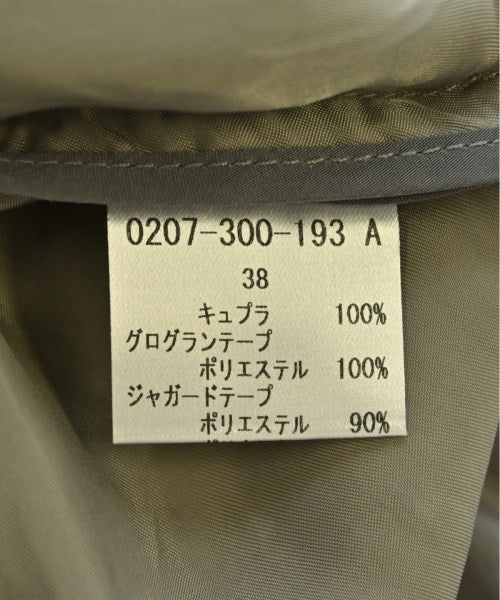 0207-300-193 A
38
キュプラ 100%
グログランテープ
ポリエステル 100%
ジャガードテープ
ポリエステル 90%